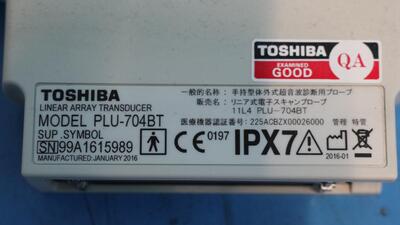 TOSHIBA
EXAMINED
GOOD
QA
TOSHIBA
LINEAR ARRAY TRANSDUCER
MODEL PLU-704BT
SUP .SYMBOL
SN 99A1615989
MANUFACTURED:JANUARY 2016
一般的名称: 手持型体外式超音波診断用プローブ
販売名: リニア式電子スキャンプローブ
11L4 PLU-704BT
医療機器認証番号: 225ACBZX00026000 管種 特管
CE 0197 IPX7
2016-01